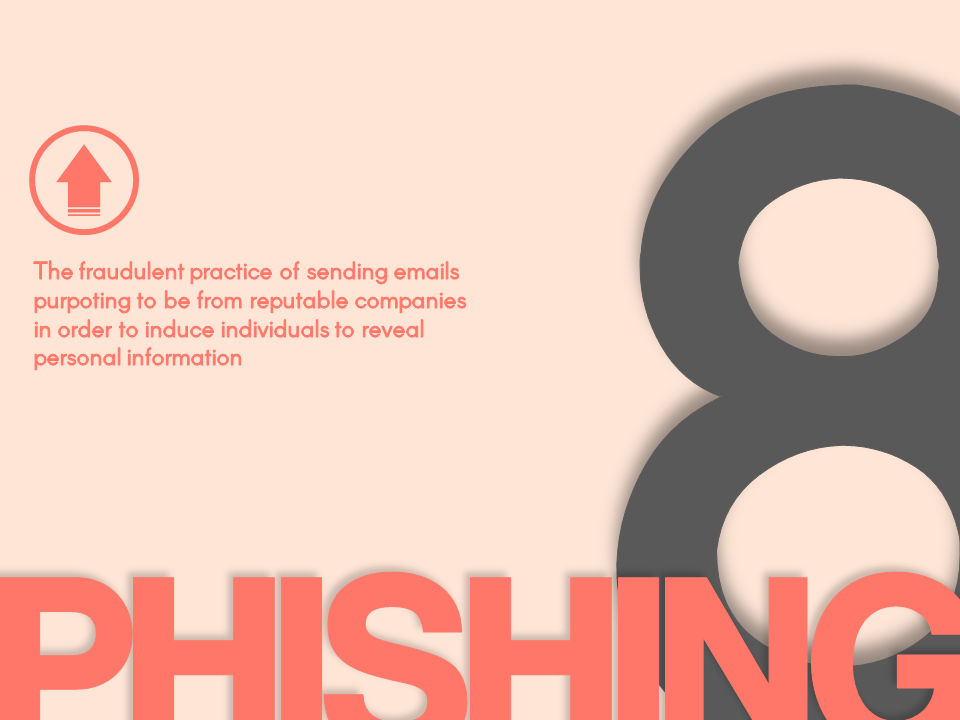 The fraudulent practice of sending emails
purpoting to be from reputable companies
in order to induce individuals to reveal
personal information
8
PHISHING